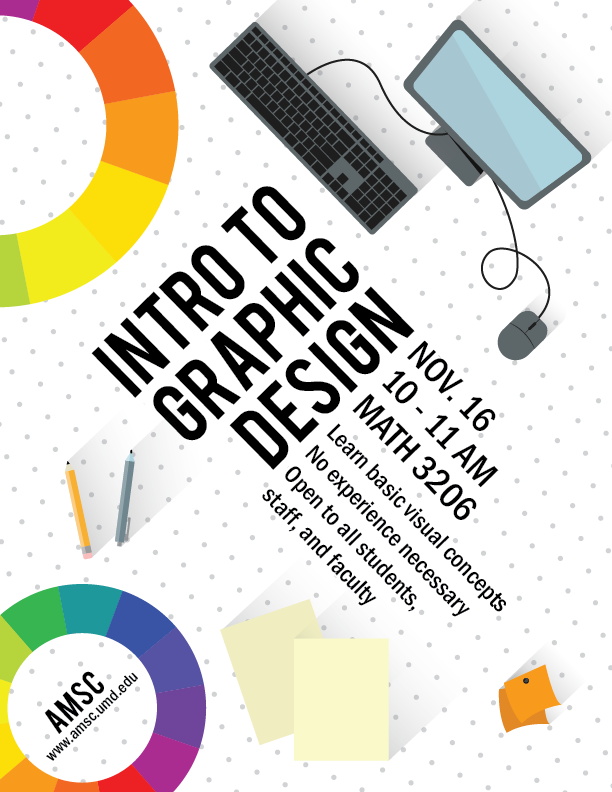 INTRO TO
GRAPHIC
DESIGN
NOV. 16
10 - 11 AM
MATH 3206
Learn basic visual concepts
No experience necessary
Open to all students,
staff, and faculty
AMSC
www.amsc.umd.edu